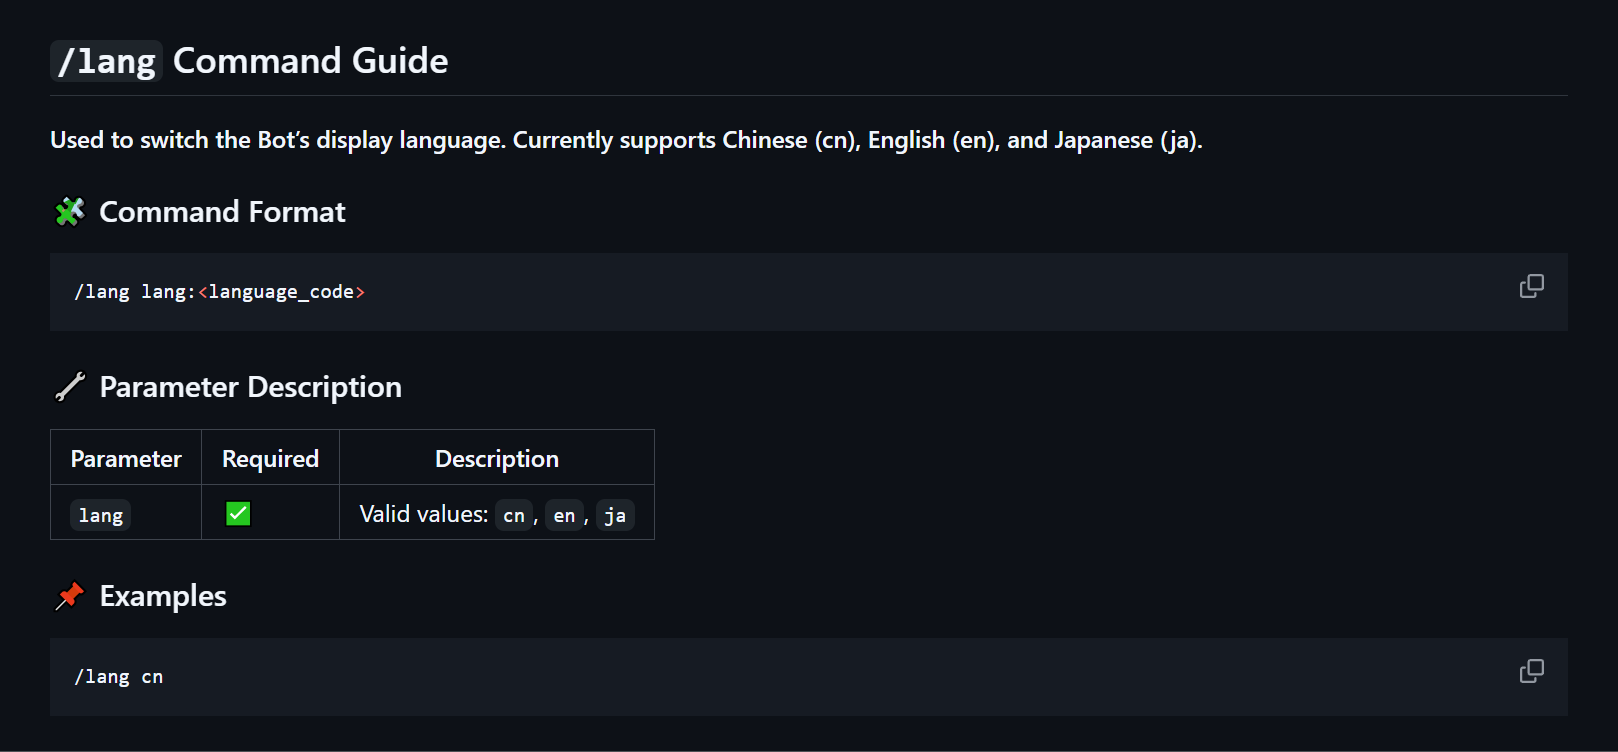 /lang Command Guide
Used to switch the Bot’s display language. Currently supports Chinese (cn), English (en), and Japanese (ja).
🧩 Command Format
/lang lang:<language_code>
🔧 Parameter Description
Parameter Required Description
lang ✅ Valid values: cn, en, ja
📌 Examples
/lang cn